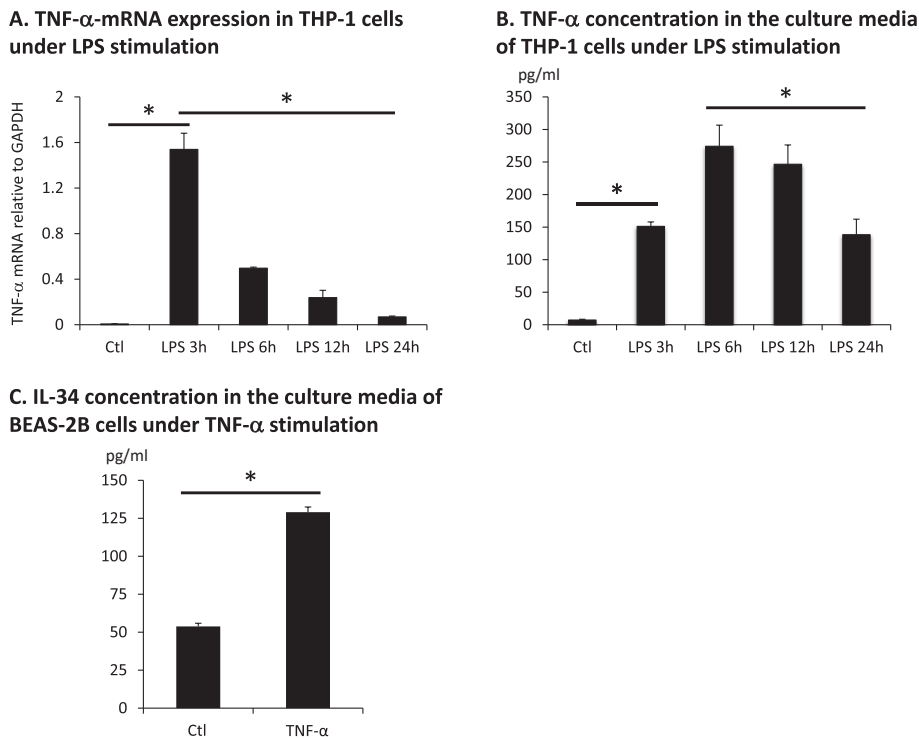 A. TNF-α-mRNA expression in THP-1 cells
under LPS stimulation
TNF-α mRNA relative to GAPDH
2
1.6
1.2
0.8
0.4
0
*
*
Ctl LPS 3h LPS 6h LPS 12h LPS 24h
B. TNF-α concentration in the culture media
of THP-1 cells under LPS stimulation
pg/ml
350
300
250
200
150
100
50
0
*
*
Ctl LPS 3h LPS 6h LPS 12h LPS 24h
C. IL-34 concentration in the culture media of
BEAS-2B cells under TNF-α stimulation
pg/ml
150
125
100
75
50
25
0
*
Ctl TNF-α